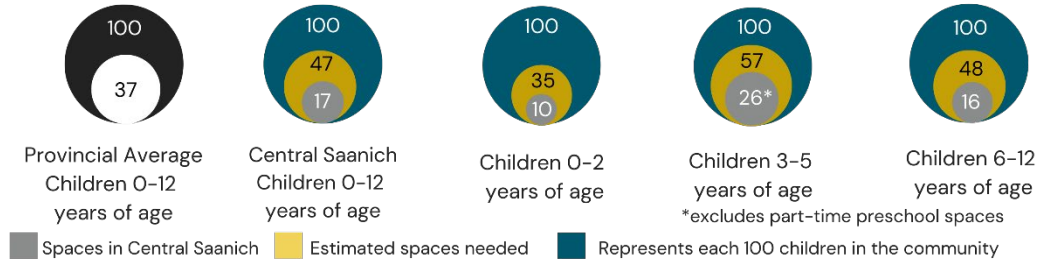 100
37
Provincial Average
Children 0-12
years of age
100
47
17
Central Saanich
Children 0-12
years of age
100
35
10
Children 0-2
years of age
100
57
26*
Children 3-5
years of age
*excludes part-time preschool spaces
100
48
16
Children 6-12
years of age
Spaces in Central Saanich
Estimated spaces needed
Represents each 100 children in the community